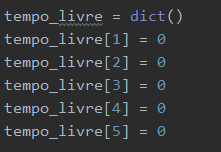 tempo_livre = dict()
tempo_livre[1] = 0
tempo_livre[2] = 0
tempo_livre[3] = 0
tempo_livre[4] = 0
tempo_livre[5] = 0